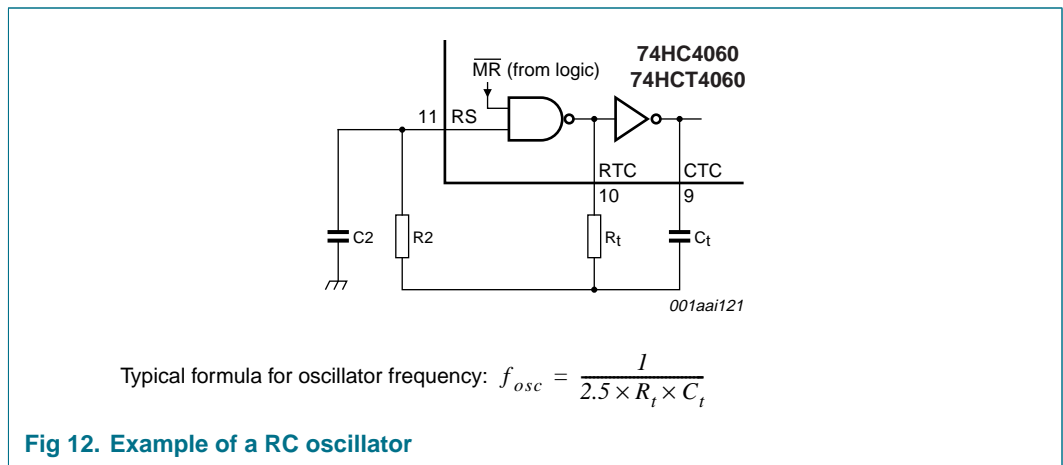 74HC4060
74HCT4060
MR (from logic)
11 RS
RTC CTC
10 9
C2 R2 Rt Ct
001aai121
Typical formula for oscillator frequency: f osc = 1 / 2.5 × Rt × Ct
Fig 12. Example of a RC oscillator